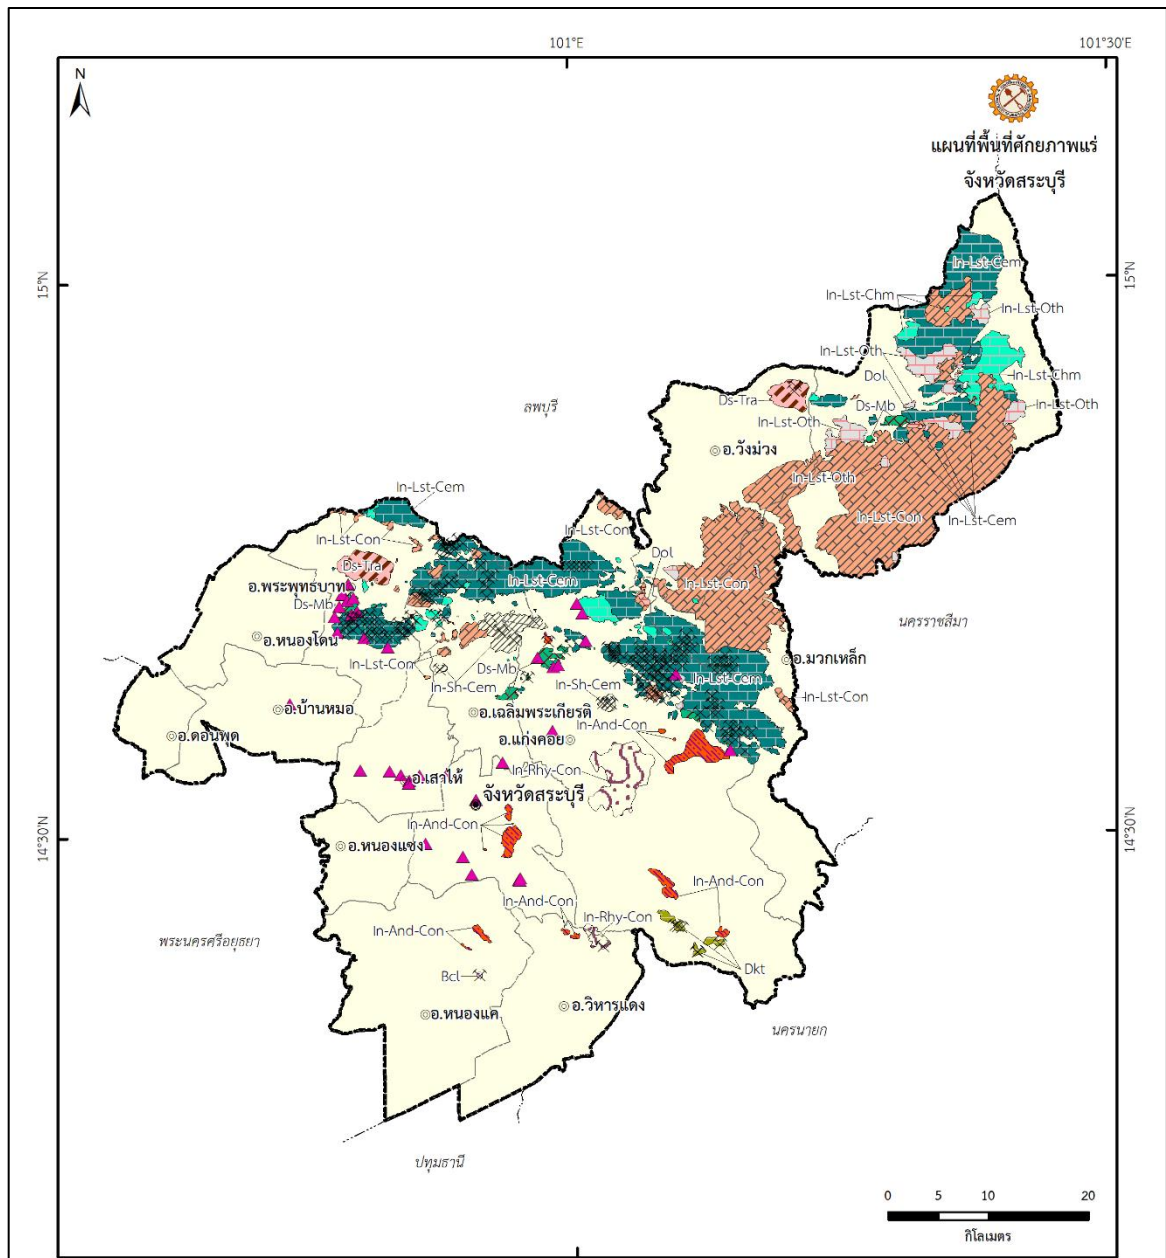 101°E
101°30'E
N
แผนที่พื้นที่ศักยภาพแร่
จังหวัดสระบุรี
15°N
15°N
In-Lst-Cem
In-Lst-Chm
In-Lst-Oth
In-Lst-Oth
Dol
In-Lst-Chm
Ds-Tra
Ds-Mb
In-Lst-Oth
ลพบุรี
In-Lst-Oth
อ.วังม่วง
In-Lst-Oth
In-Lst-Cem
In-Lst-Con
In-Lst-Cem
In-Lst-Con
In-Lst-Con
Dol
Ds-Tra
In-Lst-Cem
In-Lst-Con
อ.พระพุทธบาท
Ds-Mb
นครราชสีมา
อ.หนองโดน
In-Lst-Con
Ds-Mb
อ.มวกเหล็ก
In-Sh-Cem
In-Sh-Cem
In-Lst-Cem
In-Lst-Con
อ.บ้านหมอ
อ.เฉลิมพระเกียรติ
In-And-Con
อ.ดอนพุด
อ.แก่งคอย
In-Rhy-Con
อ.เสาไห้
จังหวัดสระบุรี
In-And-Con
14°30'N
14°30'N
อ.หนองแซง
In-And-Con
In-And-Con
In-Rhy-Con
In-And-Con
พระนครศรีอยุธยา
Bcl
Dkt
อ.หนองแค
อ.วิหารแดง
นครนายก
ปทุมธานี
0 5 10 20
กิโลเมตร